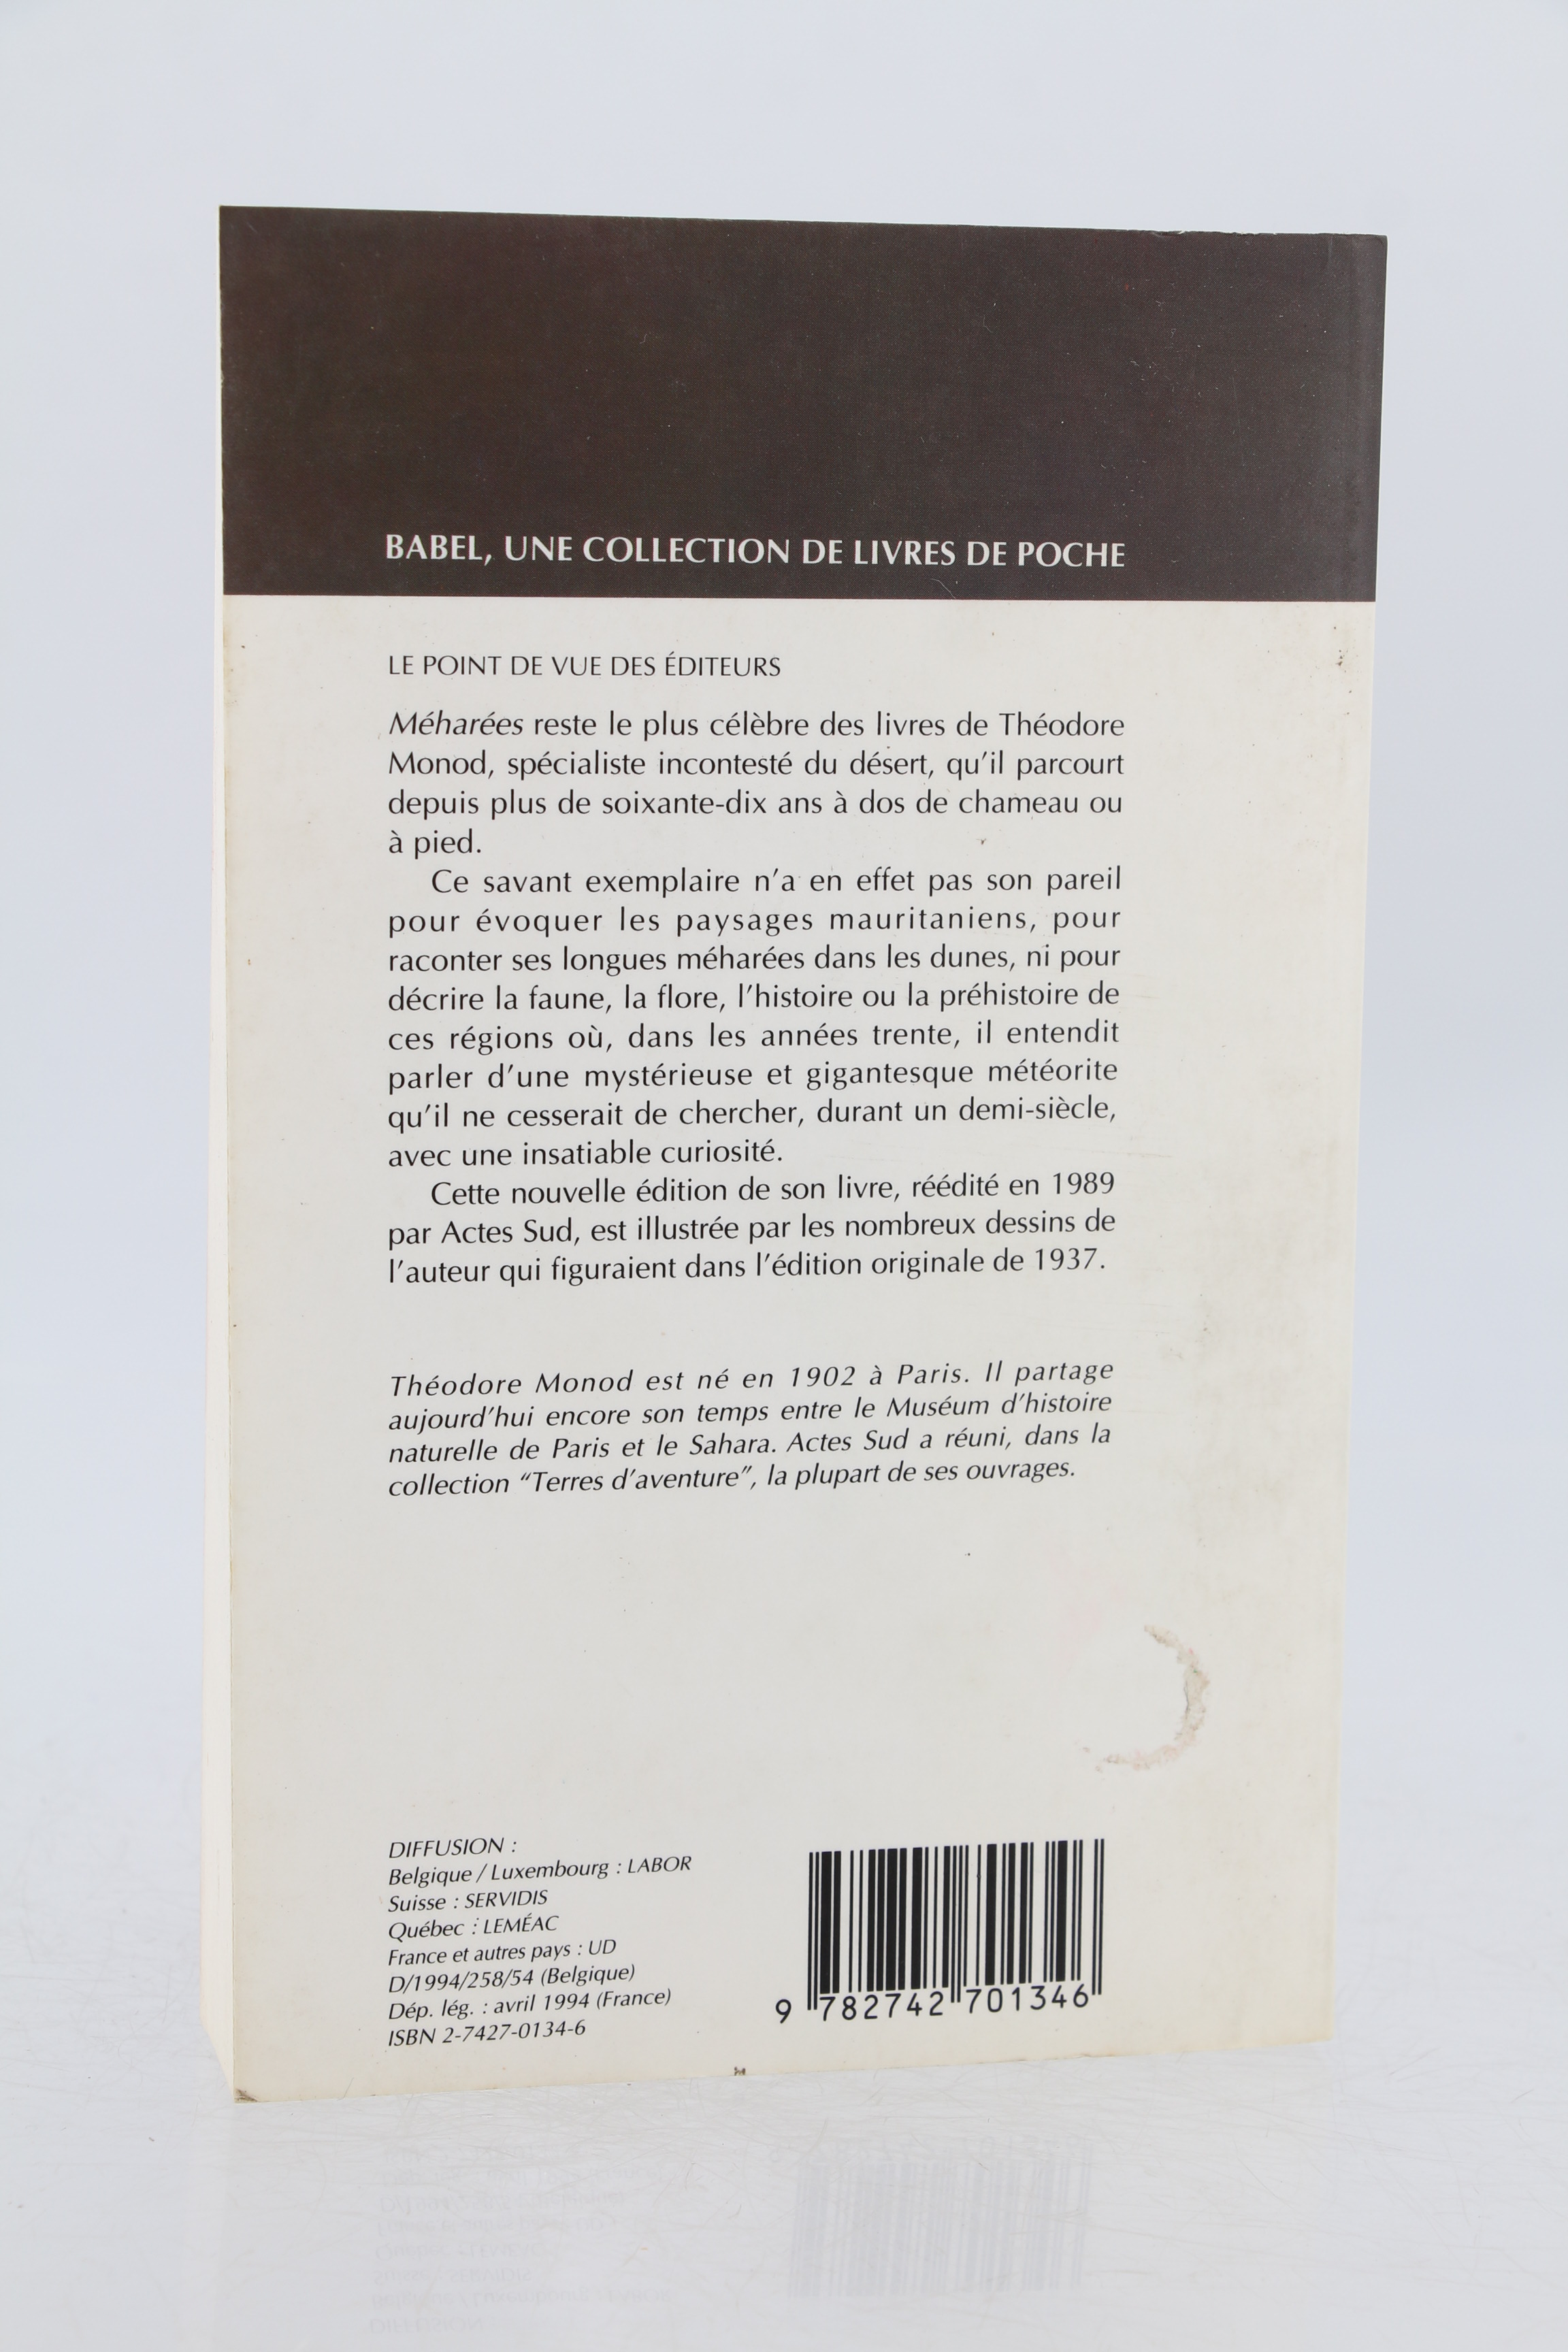 BABEL, UNE COLLECTION DE LIVRES DE POCHE
LE POINT DE VUE DES ÉDITEURS
Méharées reste le plus célèbre des livres de Théodore
Monod, spécialiste incontesté du désert, qu'il parcourt
depuis plus de soixante-dix ans à dos de chameau ou
à pied.
Ce savant exemplaire n'a en effet pas son pareil
pour évoquer les paysages mauritaniens, pour
raconter ses longues méharées dans les dunes, ni pour
décrire la faune, la flore, l'histoire ou la préhistoire de
ces régions où, dans les années trente, il entendit
parler d'une mystérieuse et gigantesque météorite
qu'il ne cesserait de chercher, durant un demi-siècle,
avec une insatiable curiosité.
Cette nouvelle édition de son livre, réédité en 1989
par Actes Sud, est illustrée par les nombreux dessins de
l'auteur qui figuraient dans l'édition originale de 1937.
Théodore Monod est né en 1902 à Paris. Il partage
aujourd'hui encore son temps entre le Muséum d'histoire
naturelle de Paris et le Sahara. Actes Sud a réuni, dans la
collection "Terres d'aventure", la plupart de ses ouvrages.
DIFFUSION :
Belgique / Luxembourg : LABOR
Suisse : SERVIDIS
Québec : LEMÉAC
France et autres pays : UD
D/1994/258/54 (Belgique)
Dép. lég. : avril 1994 (France)
ISBN 2-7427-0134-6
9 782742 701346